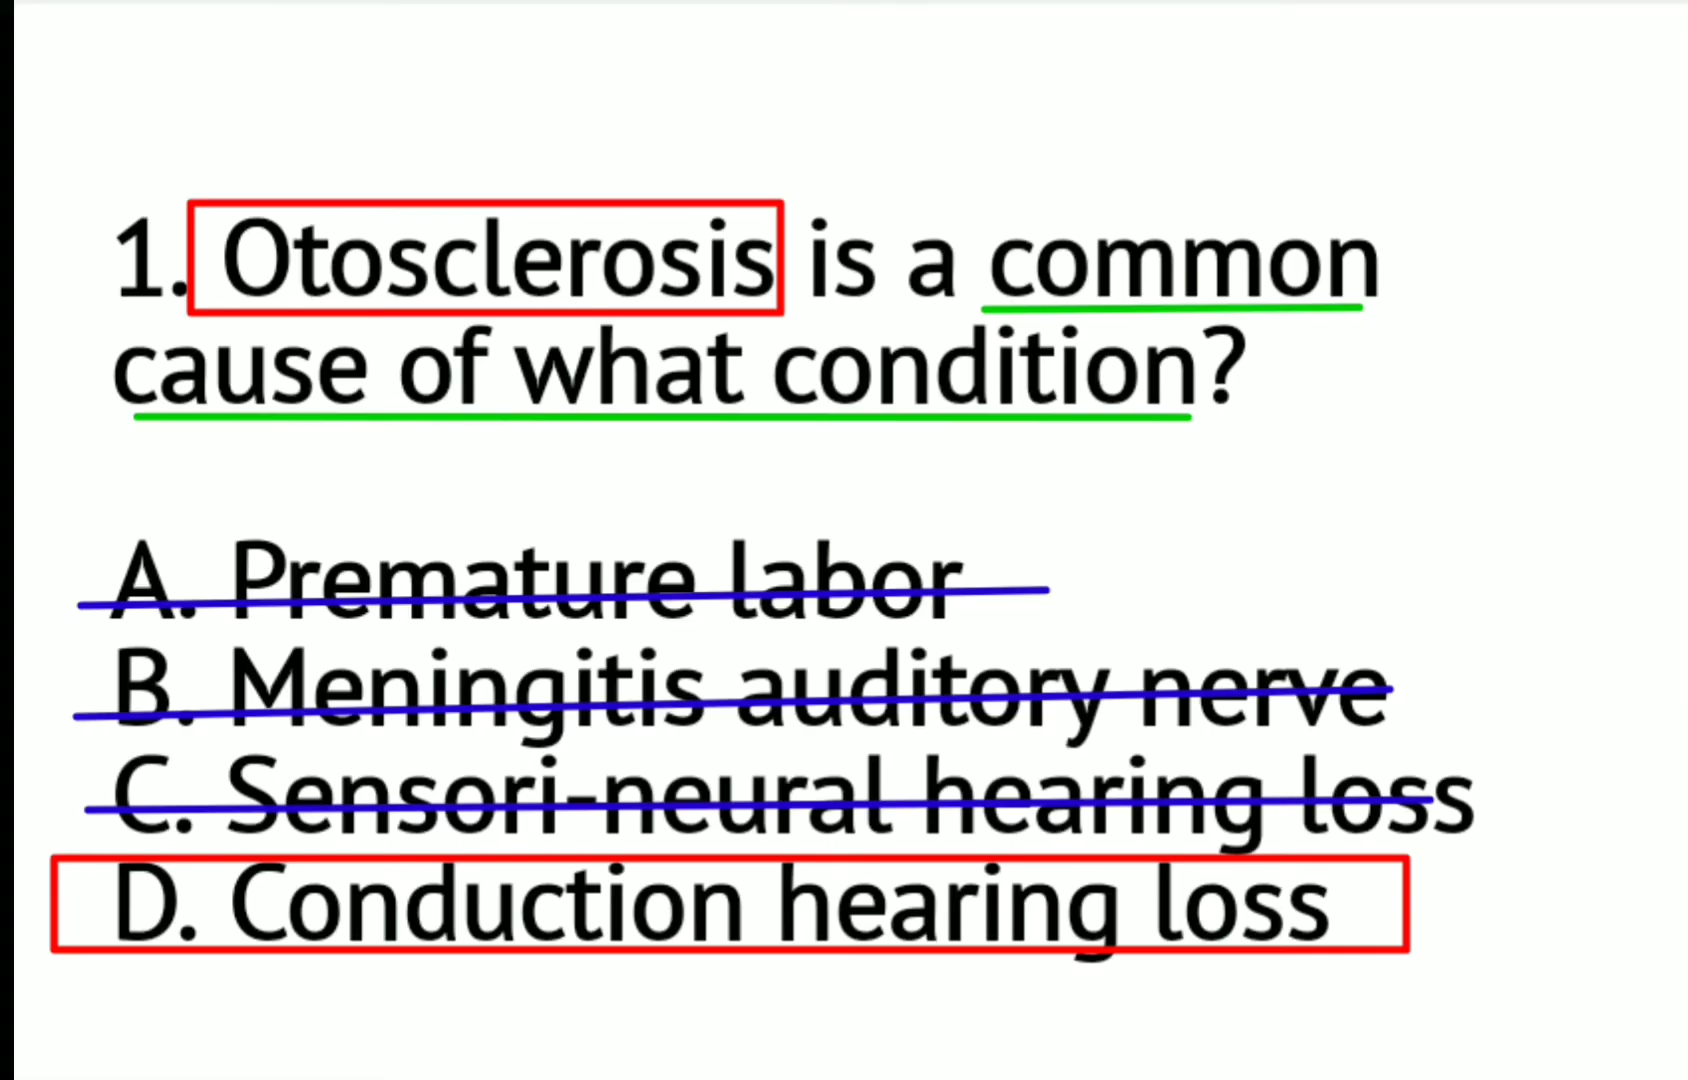 1. Otosclerosis is a common
cause of what condition?
A. Premature labor
B. Meningitis auditory nerve
C. Sensori-neural hearing loss
D. Conduction hearing loss